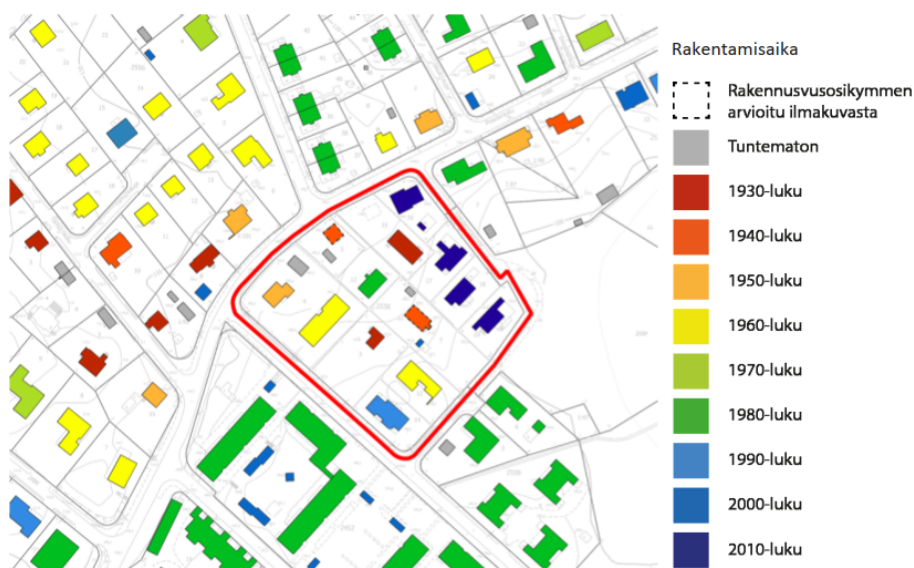 Rakentamisaika
Rakennusvuosikymmen
arvioitu ilmakuvasta
Tuntematon
1930-luku
1940-luku
1950-luku
1960-luku
1970-luku
1980-luku
1990-luku
2000-luku
2010-luku